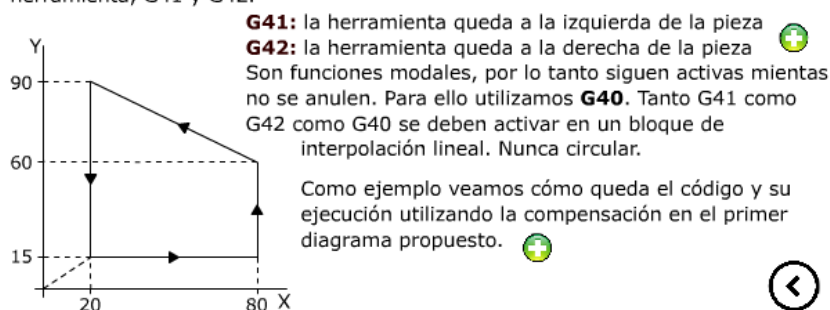 herramienta, G41 y G42.
G41: la herramienta queda a la izquierda de la pieza
G42: la herramienta queda a la derecha de la pieza
Son funciones modales, por lo tanto siguen activas mientas
no se anulen. Para ello utilizamos G40. Tanto G41 como
G42 como G40 se deben activar en un bloque de
interpolación lineal. Nunca circular.
Como ejemplo veamos cómo queda el código y su
ejecución utilizando la compensación en el primer
diagrama propuesto.
Y
90
60
15
20
80
X